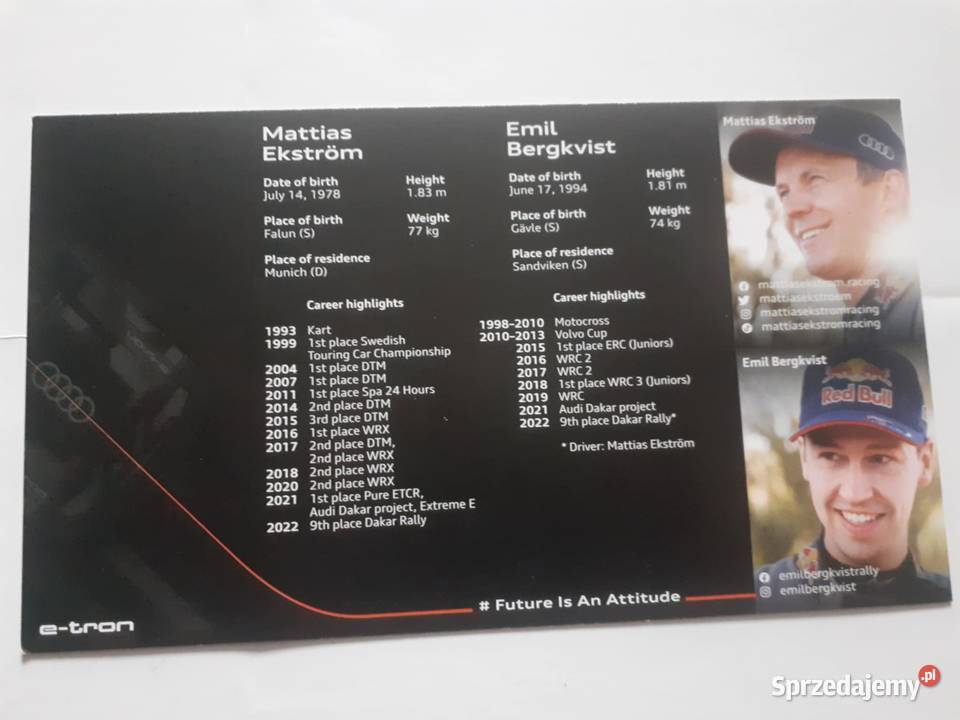 Mattias
Ekström
Date of birth
July 14, 1978
Height
1.83 m
Place of birth
Falun (S)
Weight
77 kg
Place of residence
Munich (D)
Career highlights
1993 Kart
1999 1st place Swedish
Touring Car Championship
2004 1st place DTM
2007 1st place DTM
2011 1st place Spa 24 Hours
2014 2nd place DTM
2015 3rd place DTM
2016 1st place WRX
2017 2nd place DTM,
2nd place WRX
2018 2nd place WRX
2020 2nd place WRX
2021 1st place Pure ETCR,
Audi Dakar project, Extreme E
2022 9th place Dakar Rally
Emil
Bergkvist
Date of birth
June 17, 1994
Height
1.81 m
Place of birth
Gävle (S)
Weight
74 kg
Place of residence
Sandviken (S)
Career highlights
1998–2010 Motocross
2010–2013 Volvo Cup
2015 1st place ERC (Juniors)
2016 WRC 2
2017 WRC 2
2018 1st place WRC 3 (Juniors)
2019 WRC
2021 Audi Dakar project
2022 9th place Dakar Rally*
* Driver: Mattias Ekström
Mattias Ekström
mattiasekstrom.racing
mattiasekstroem
mattiasekstromracing
mattiasekstromracing
Emil Bergkvist
Red Bull
emilbergkvistrally
emilbergkvist
# Future Is An Attitude
e-tron
Sprzedajemy.pl